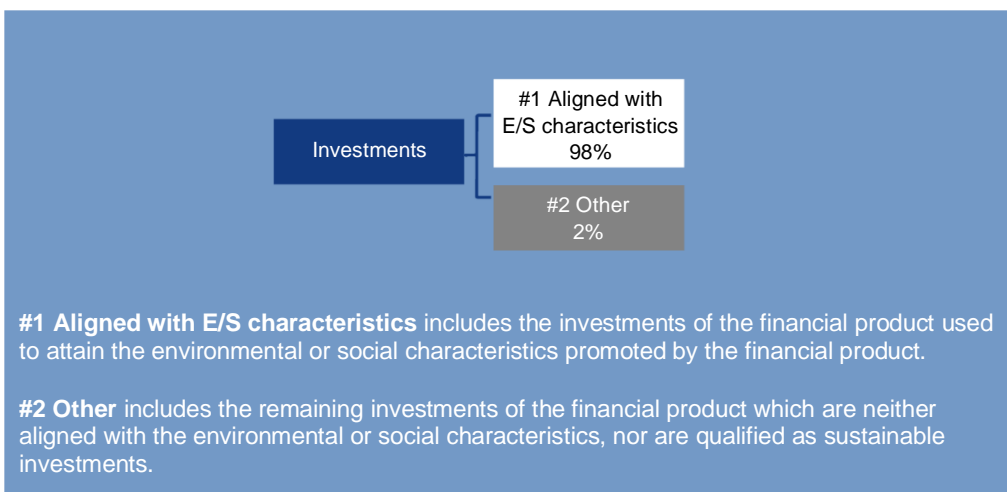 #1 Aligned with
E/S characteristics
98%
Investments
#2 Other
2%
#1 Aligned with E/S characteristics includes the investments of the financial product used
to attain the environmental or social characteristics promoted by the financial product.
#2 Other includes the remaining investments of the financial product which are neither
aligned with the environmental or social characteristics, nor are qualified as sustainable
investments.